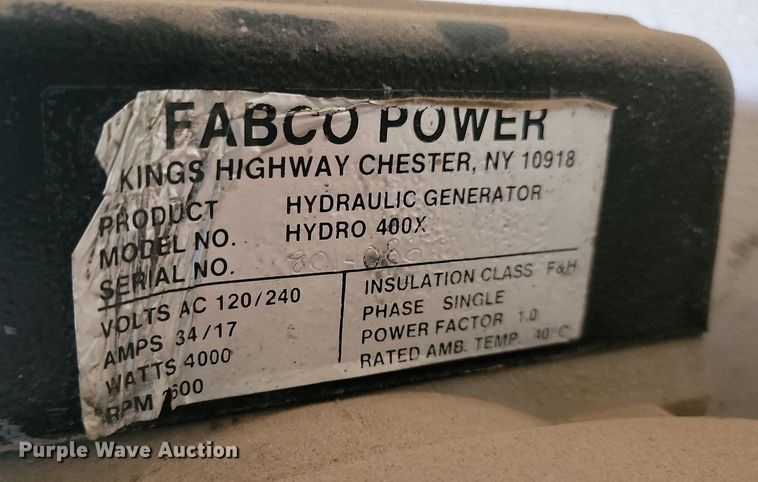 FABCO POWER
KINGS HIGHWAY CHESTER, NY 10918
PRODUCT HYDRAULIC GENERATOR
MODEL NO. HYDRO 400X
SERIAL NO.
VOLTS AC 120/240
AMPS 34/17
WATTS 4000
RPM
INSULATION CLASS F&H
PHASE SINGLE
POWER FACTOR 1.0
RATED AMB. TEMP. 40°C
Purple Wave Auction